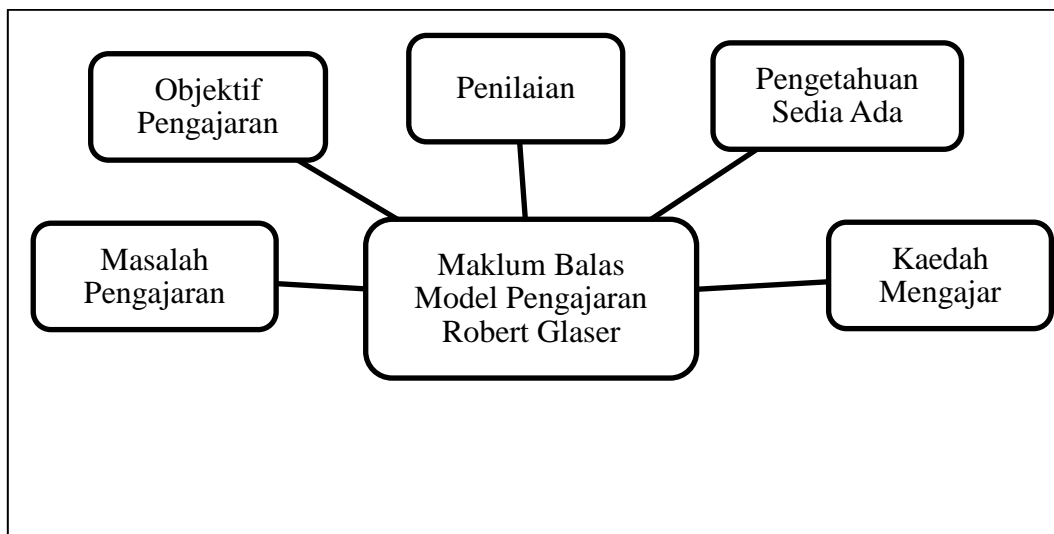 Objektif
Pengajaran
Penilaian
Pengetahuan
Sedia Ada
Masalah
Pengajaran
Maklum Balas
Model Pengajaran
Robert Glaser
Kaedah
Mengajar